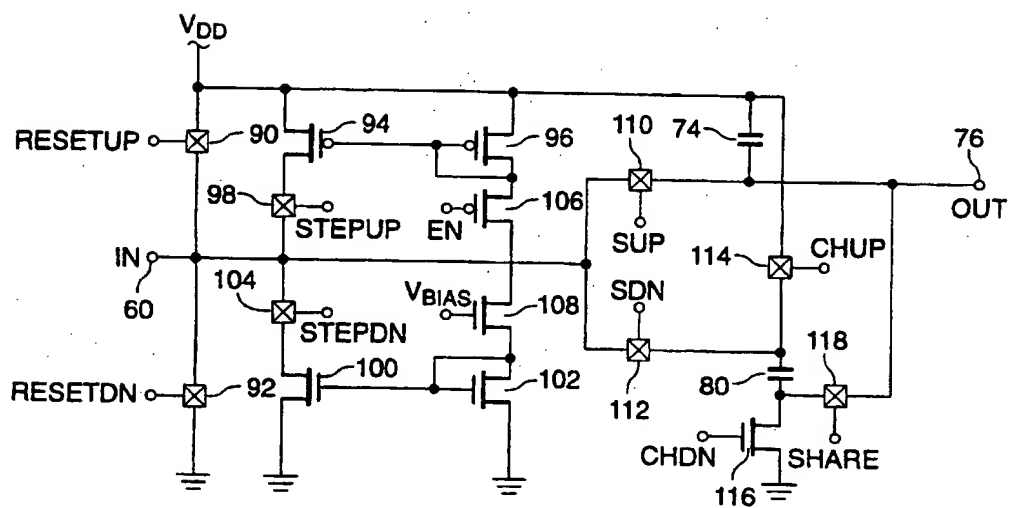 VDD
RESETUP
90
94
96
110
74
76
98
STEPUP
EN
106
SUP
OUT
IN
60
104
STEPDN
VBIAS
108
SDN
114
CHUP
RESETDN
92
100
102
112
80
118
CHDN
116
SHARE